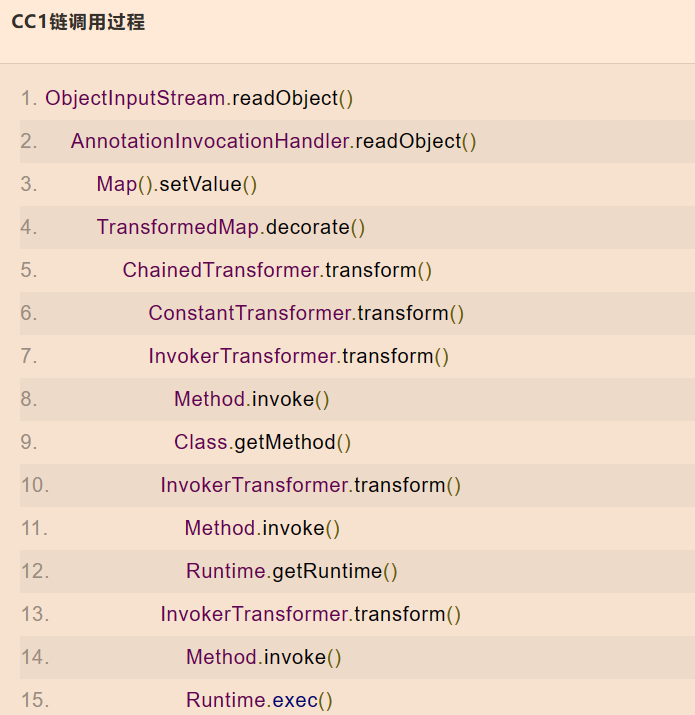 CC1链调用过程
1. ObjectInputStream.readObject()
2. AnnotationInvocationHandler.readObject()
3. Map().setValue()
4. TransformedMap.decorate()
5. ChainedTransformer.transform()
6. ConstantTransformer.transform()
7. InvokerTransformer.transform()
8. Method.invoke()
9. Class.getMethod()
10. InvokerTransformer.transform()
11. Method.invoke()
12. Runtime.getRuntime()
13. InvokerTransformer.transform()
14. Method.invoke()
15. Runtime.exec()